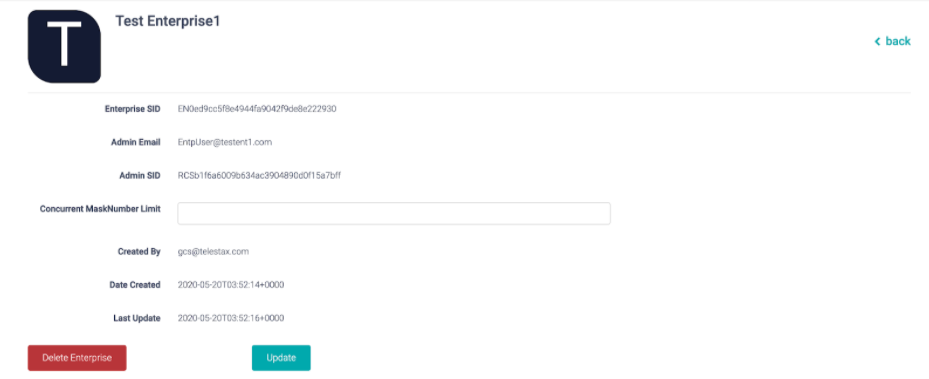 T
Test Enterprise1
< back
Enterprise SID EN0ed9cc5f8e4944fa9042f9de8e222930
Admin Email EntpUser@testent1.com
Admin SID RCSb1f6a6009b634ac3904890d0f15a7bff
Concurrent MaskNumber Limit
Created By gcs@telestax.com
Date Created 2020-05-20T03:52:14+0000
Last Update 2020-05-20T03:52:16+0000
Delete Enterprise Update